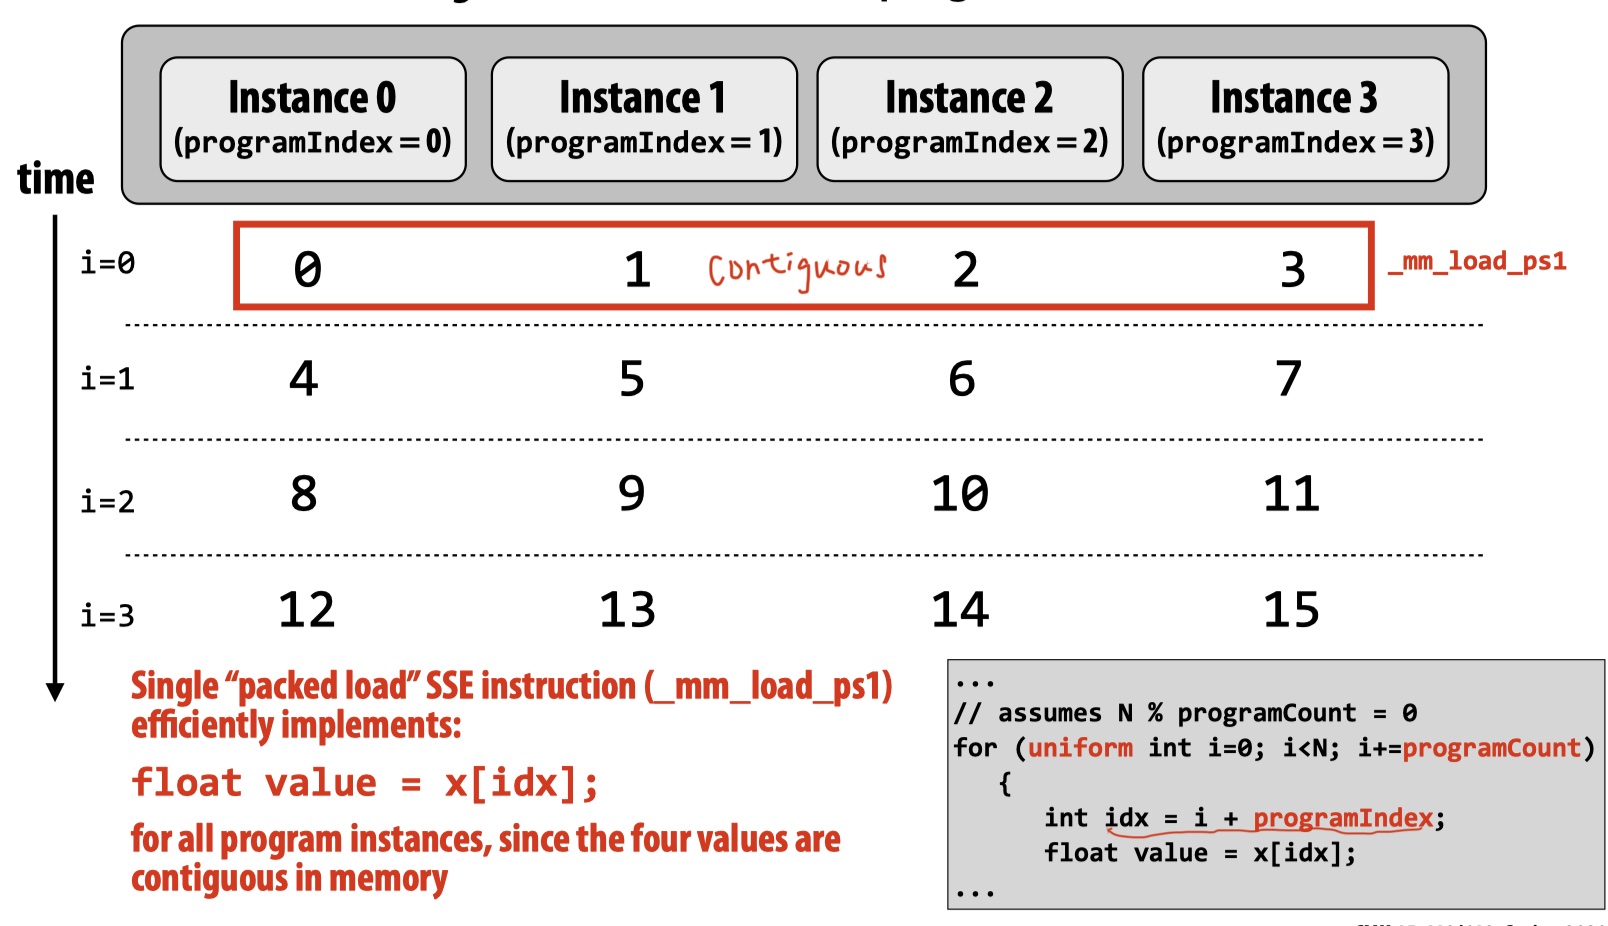 Instance 0
(programIndex = 0)
Instance 1
(programIndex = 1)
Instance 2
(programIndex = 2)
Instance 3
(programIndex = 3)
time
i=0
0
1
Contiguous
2
3
_mm_load_ps1
i=1
4
5
6
7
i=2
8
9
10
11
i=3
12
13
14
15
Single “packed load” SSE instruction (_mm_load_ps1)
efficiently implements:
float value = x[idx];
for all program instances, since the four values are
contiguous in memory
...
// assumes N % programCount = 0
for (uniform int i=0; i<N; i+=programCount)
{
int idx = i + programIndex;
float value = x[idx];
...